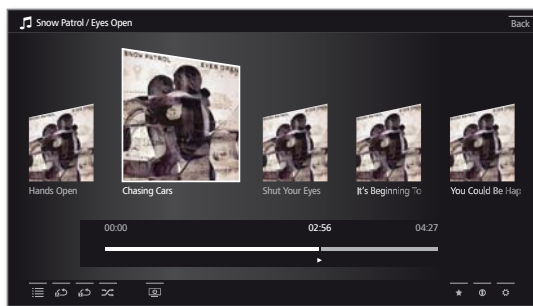 Snow Patrol / Eyes Open
Back
SNOW PATROL EYES OPEN
Hands Open
Chasing Cars
Shut Your Eyes
It's Beginning To
You Could Be Hap
00:00 02:56 04:27